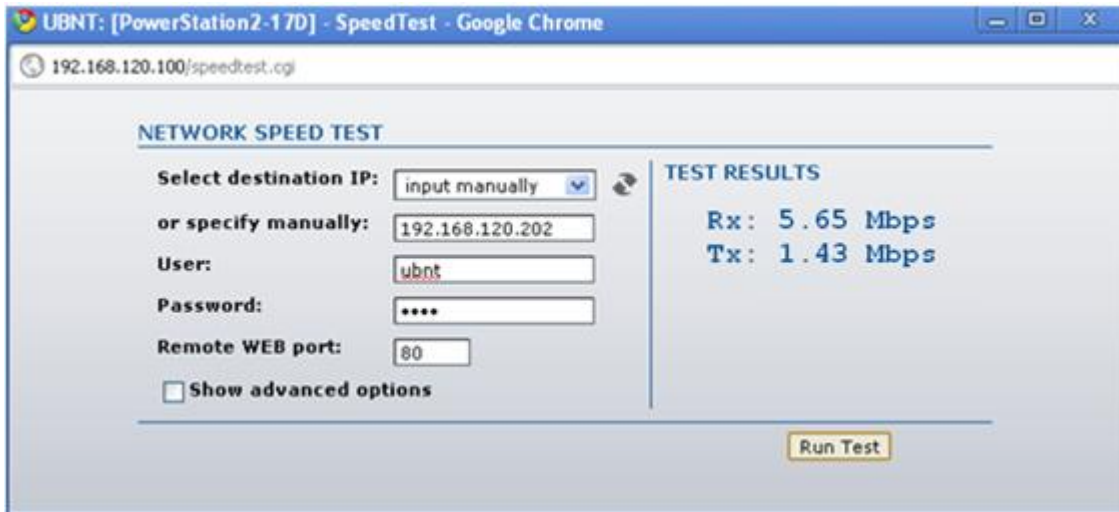 UBNT: [PowerStation2-17D] - SpeedTest - Google Chrome
192.168.120.100/speedtest.cgi
NETWORK SPEED TEST
Select destination IP: input manually
or specify manually: 192.168.120.202
User: ubnt
Password: ••••
Remote WEB port: 80
Show advanced options
TEST RESULTS
Rx: 5.65 Mbps
Tx: 1.43 Mbps
Run Test